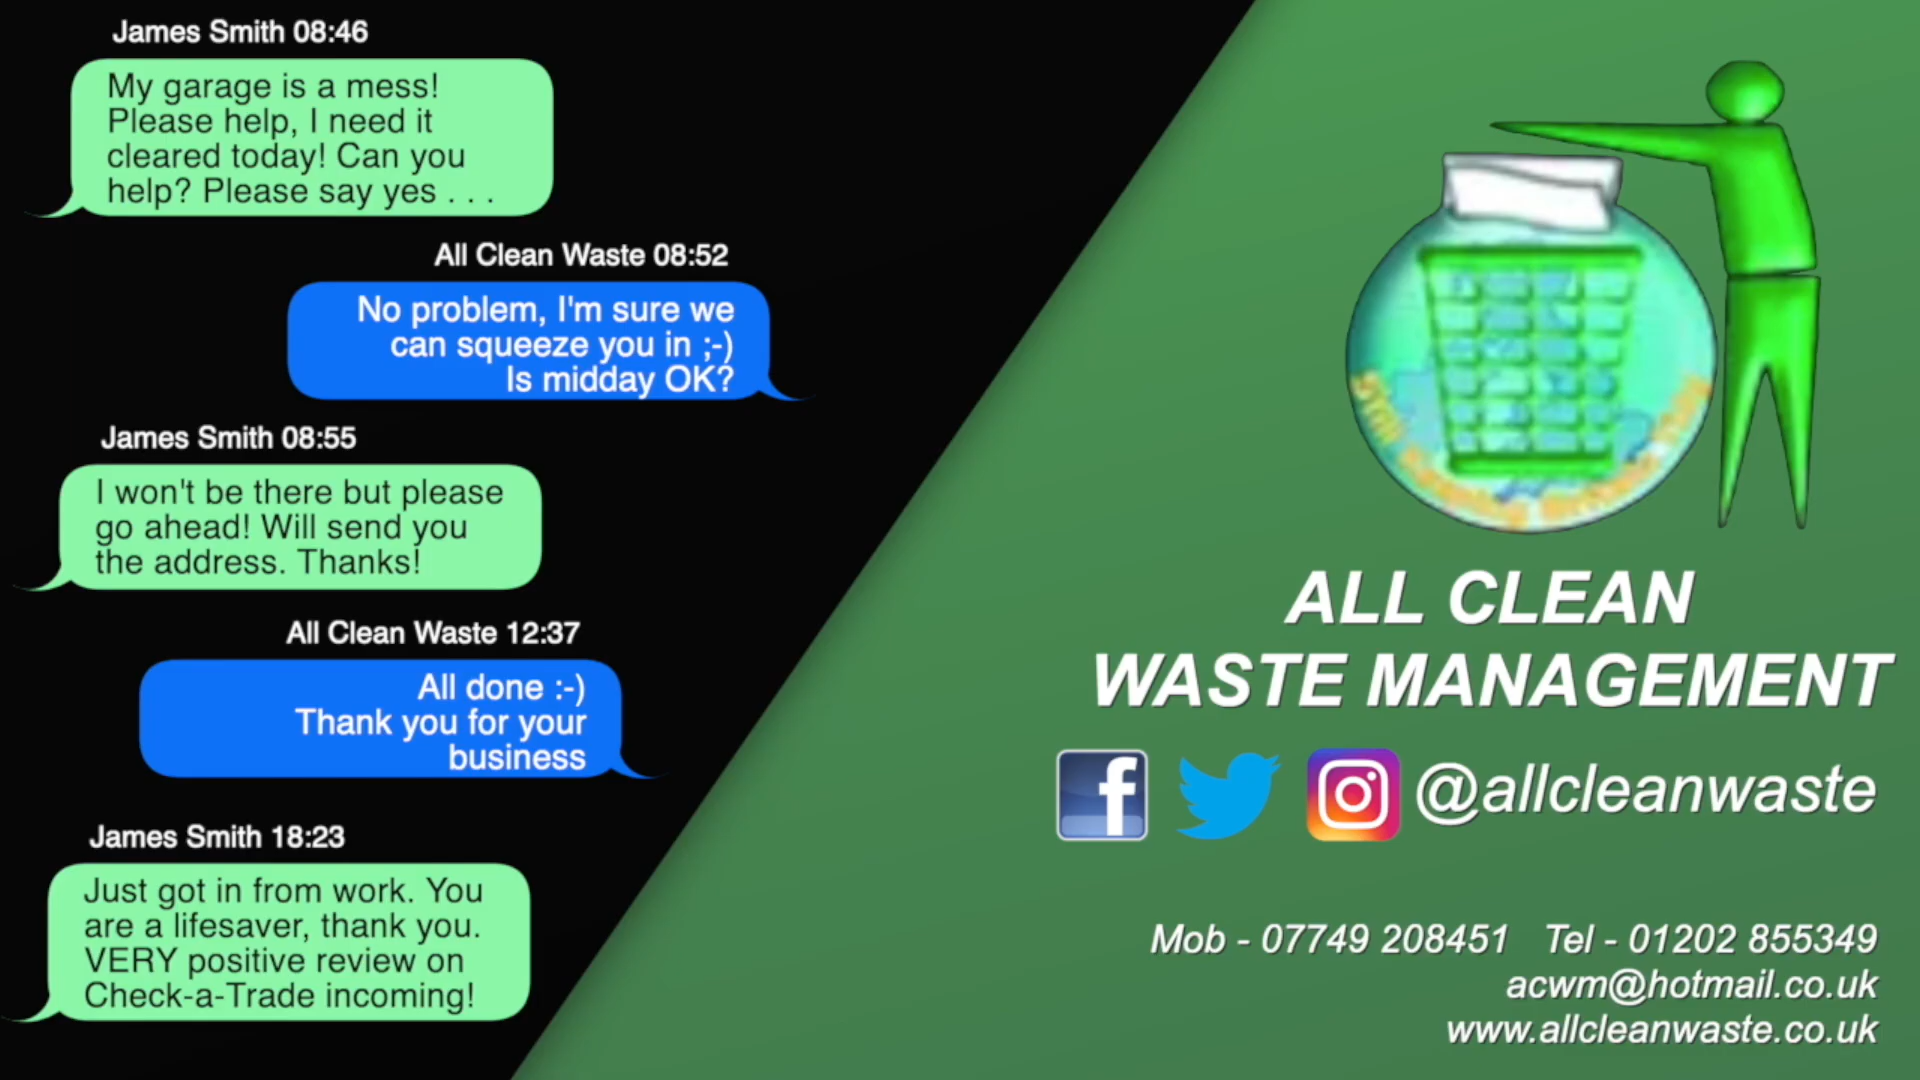 James Smith 08:46
My garage is a mess!
Please help, I need it
cleared today! Can you
help? Please say yes . . .
All Clean Waste 08:52
No problem, I'm sure we
can squeeze you in ;-)
Is midday OK?
James Smith 08:55
I won't be there but please
go ahead! Will send you
the address. Thanks!
All Clean Waste 12:37
All done :-)
Thank you for your
business
James Smith 18:23
Just got in from work. You
are a lifesaver, thank you.
VERY positive review on
Check-a-Trade incoming!
ALL CLEAN
WASTE MANAGEMENT
@allcleanwaste
Mob - 07749 208451 Tel - 01202 855349
acwm@hotmail.co.uk
www.allcleanwaste.co.uk